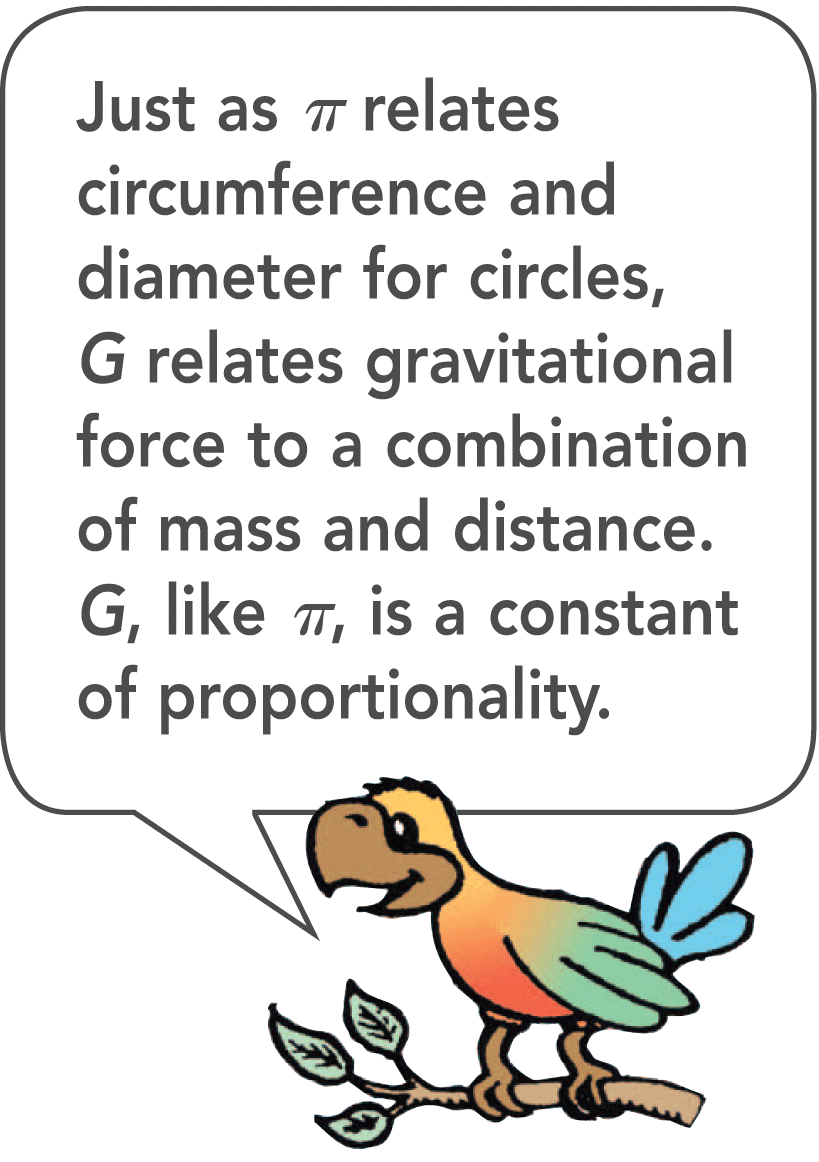 Just as π relates
circumference and
diameter for circles,
G relates gravitational
force to a combination
of mass and distance.
G, like π, is a constant
of proportionality.